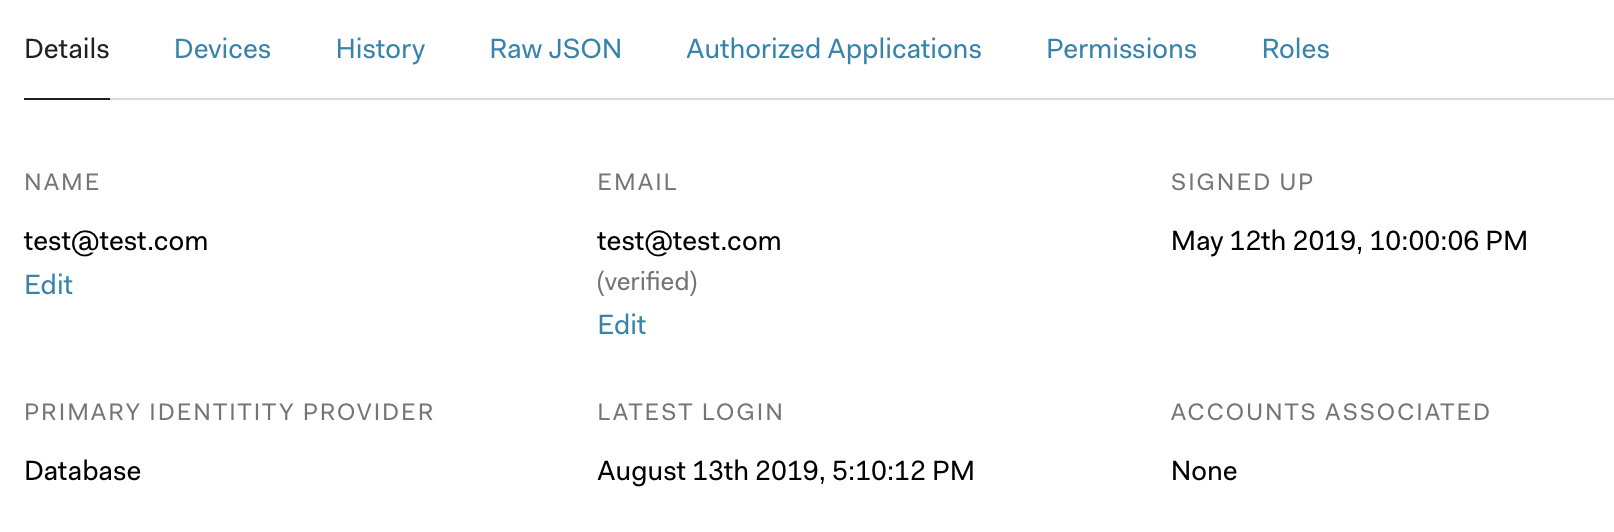 Details Devices History Raw JSON Authorized Applications Permissions Roles
NAME EMAIL SIGNED UP
test@test.com test@test.com May 12th 2019, 10:00:06 PM
Edit (verified)
Edit
PRIMARY IDENTITITY PROVIDER LATEST LOGIN ACCOUNTS ASSOCIATED
Database August 13th 2019, 5:10:12 PM None